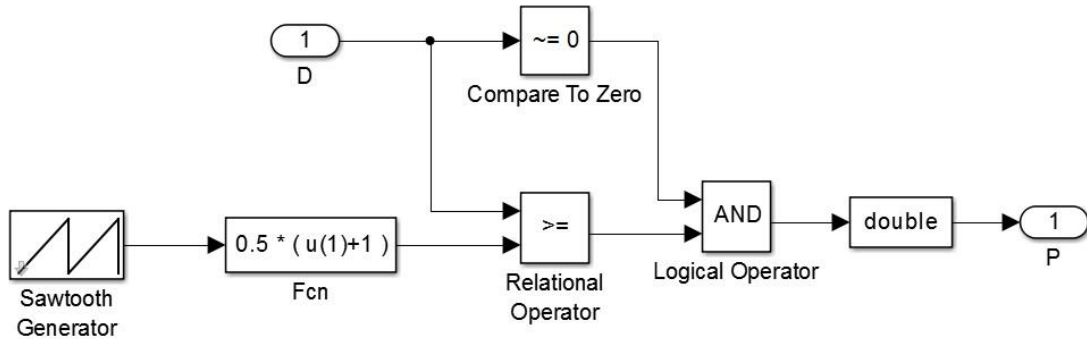 1
D
~= 0
Compare To Zero
Sawtooth
Generator
0.5 * ( u(1)+1 )
Fcn
>=
Relational
Operator
AND
Logical Operator
double
1
P